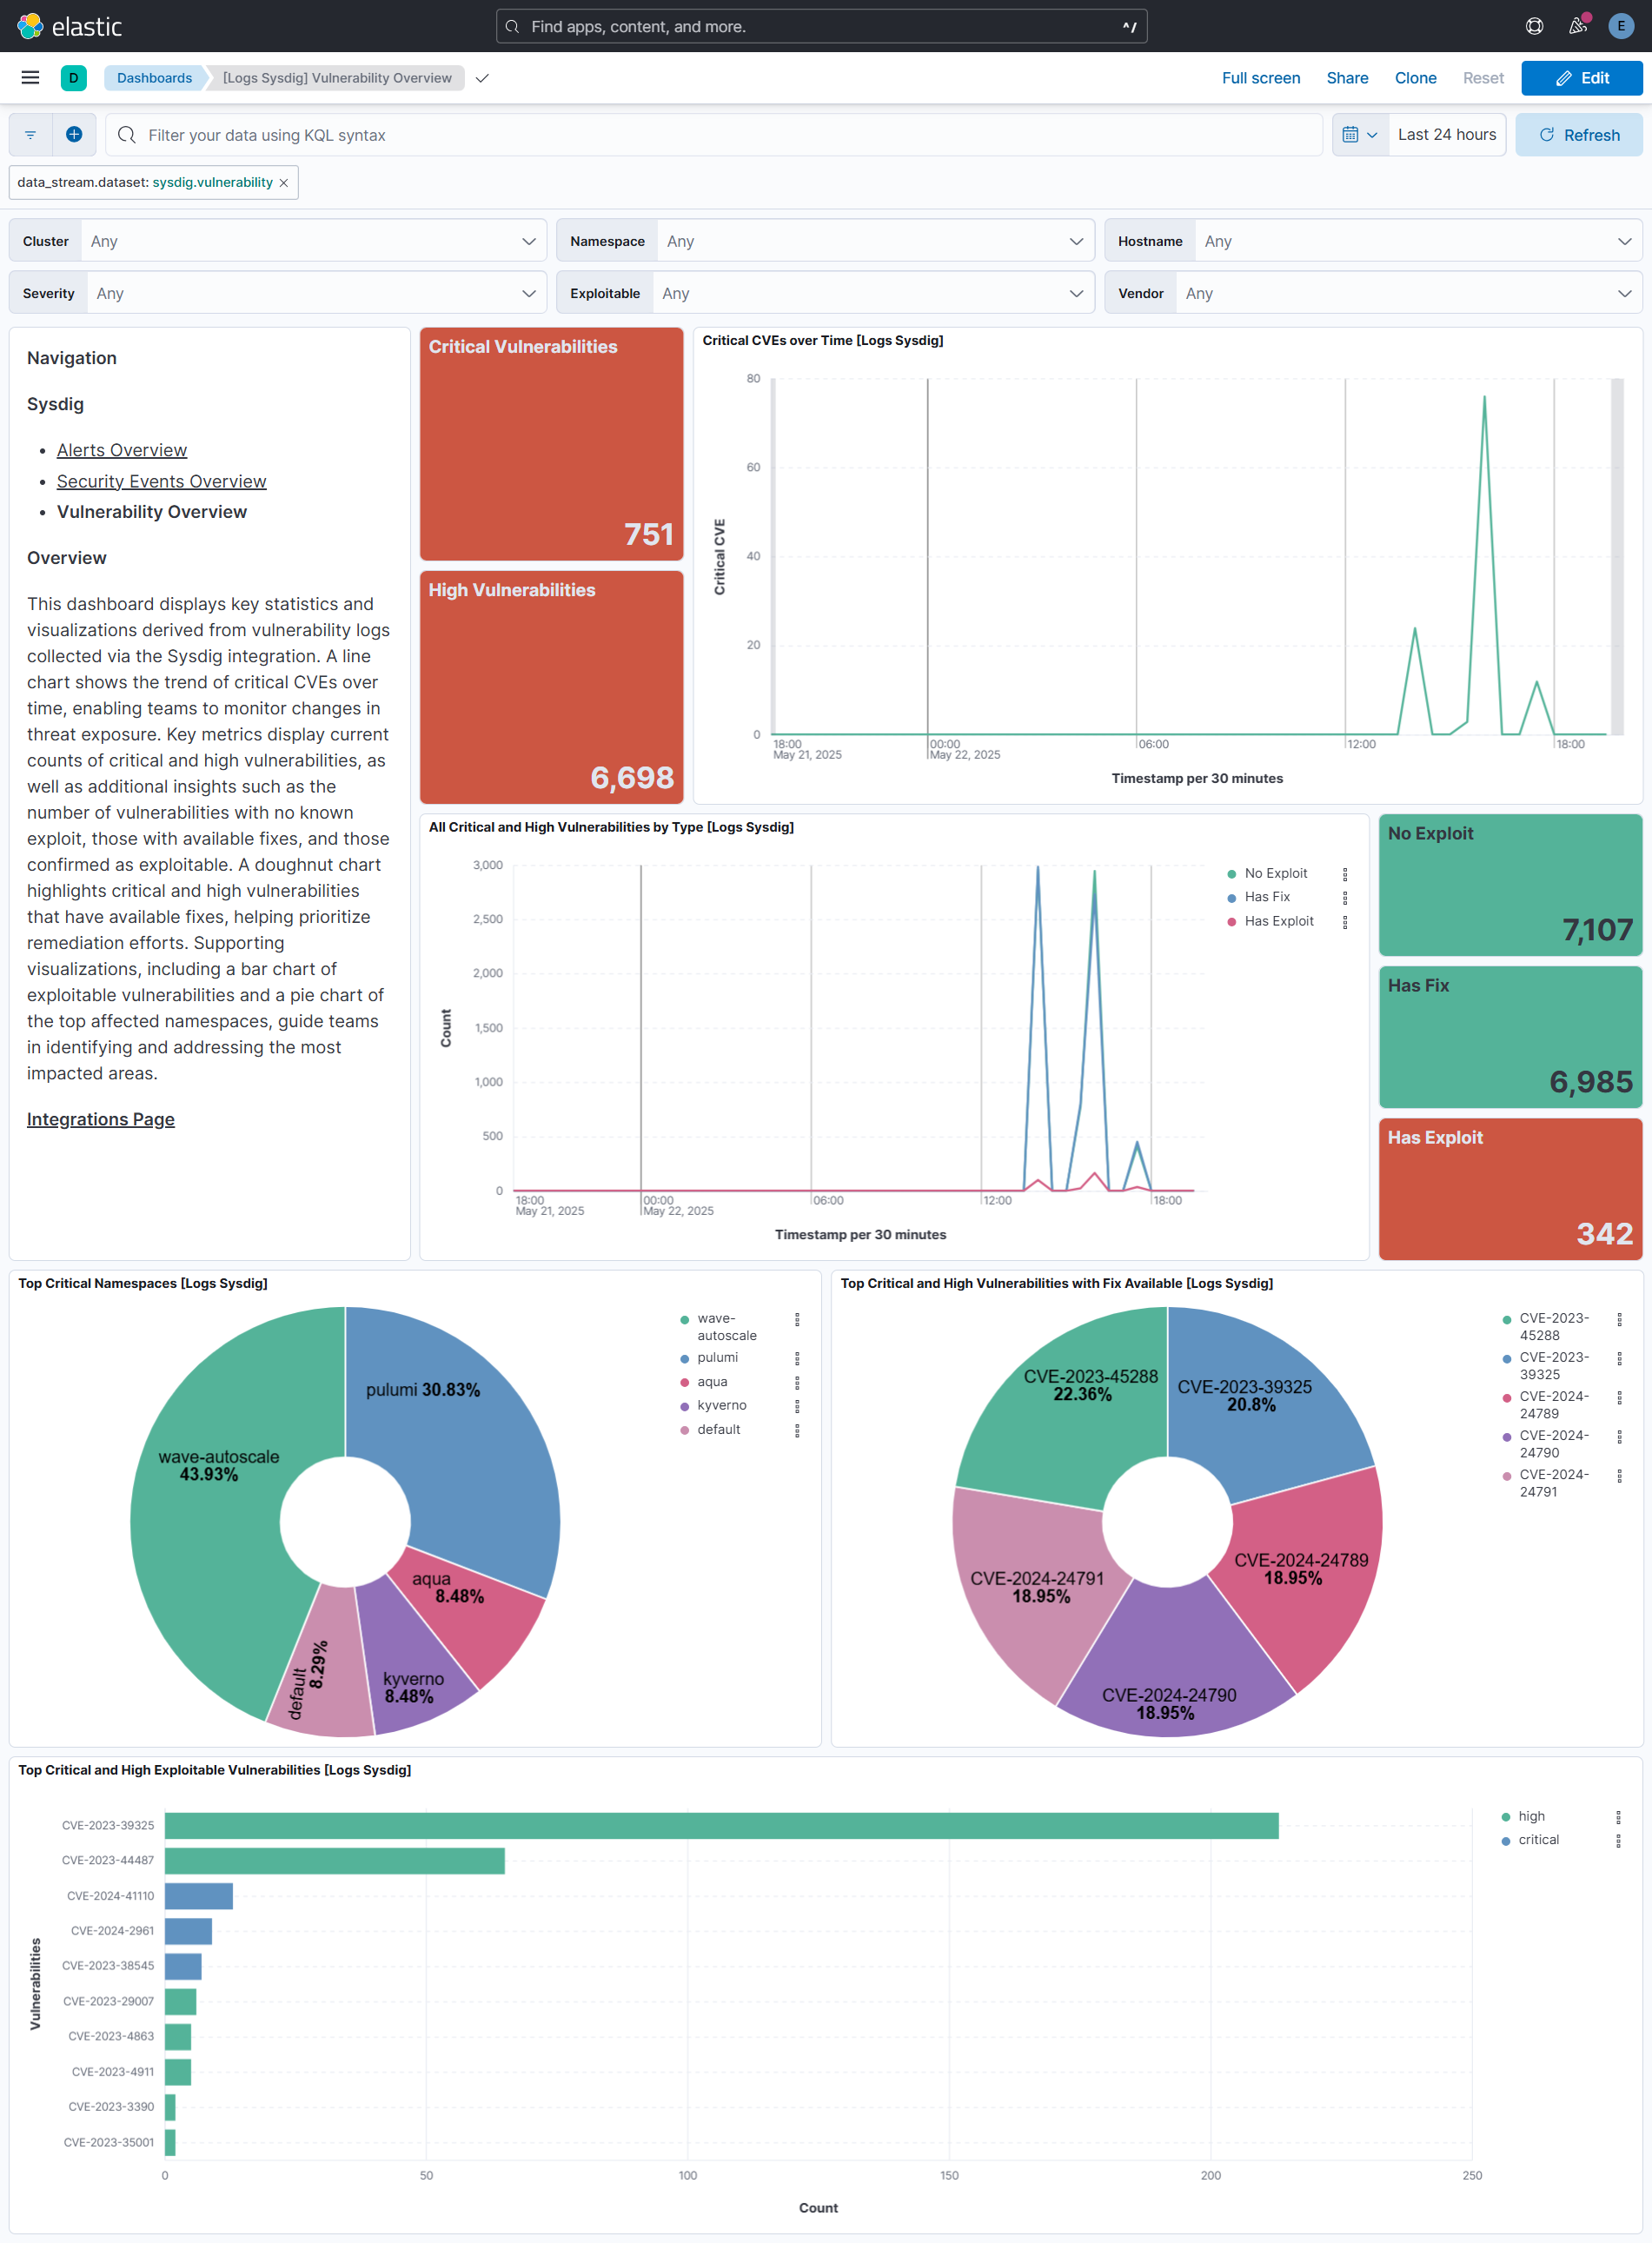 elastic
Find apps, content, and more.
^/
E
D
Dashboards
[Logs Sysdig] Vulnerability Overview
Full screen
Share
Clone
Reset
Edit
Filter your data using KQL syntax
Last 24 hours
Refresh
data_stream.dataset: sysdig.vulnerability ×
Cluster Any
Namespace Any
Hostname Any
Severity Any
Exploitable Any
Vendor Any
Navigation
Sysdig
• Alerts Overview
• Security Events Overview
• Vulnerability Overview
Overview
This dashboard displays key statistics and
visualizations derived from vulnerability logs
collected via the Sysdig integration. A line
chart shows the trend of critical CVEs over
time, enabling teams to monitor changes in
threat exposure. Key metrics display current
counts of critical and high vulnerabilities, as
well as additional insights such as the
number of vulnerabilities with no known
exploit, those with available fixes, and those
confirmed as exploitable. A doughnut chart
highlights critical and high vulnerabilities
that have available fixes, helping prioritize
remediation efforts. Supporting
visualizations, including a bar chart of
exploitable vulnerabilities and a pie chart of
the top affected namespaces, guide teams
in identifying and addressing the most
impacted areas.
Integrations Page
Critical Vulnerabilities
751
High Vulnerabilities
6,698
Critical CVEs over Time [Logs Sysdig]
Critical CVE
80
60
40
20
0
18:00
May 21, 2025
00:00
May 22, 2025
06:00
12:00
18:00
Timestamp per 30 minutes
All Critical and High Vulnerabilities by Type [Logs Sysdig]
Count
3,000
2,500
2,000
1,500
1,000
500
0
18:00
May 21, 2025
00:00
May 22, 2025
06:00
12:00
18:00
Timestamp per 30 minutes
No Exploit
Has Fix
Has Exploit
No Exploit
7,107
Has Fix
6,985
Has Exploit
342
Top Critical Namespaces [Logs Sysdig]
pulumi 30.83%
wave-autoscale
43.93%
aqua
8.48%
kyverno
8.48%
default
8.29%
wave-
autoscale
pulumi
aqua
kyverno
default
Top Critical and High Vulnerabilities with Fix Available [Logs Sysdig]
CVE-2023-45288
22.36%
CVE-2023-39325
20.8%
CVE-2024-24789
18.95%
CVE-2024-24791
18.95%
CVE-2024-24790
18.95%
CVE-2023-
45288
CVE-2023-
39325
CVE-2024-
24789
CVE-2024-
24790
CVE-2024-
24791
Top Critical and High Exploitable Vulnerabilities [Logs Sysdig]
Vulnerabilities
CVE-2023-39325
CVE-2023-44487
CVE-2024-41110
CVE-2024-2961
CVE-2023-38545
CVE-2023-29007
CVE-2023-4863
CVE-2023-4911
CVE-2023-3390
CVE-2023-35001
0
50
100
150
200
250
Count
high
critical